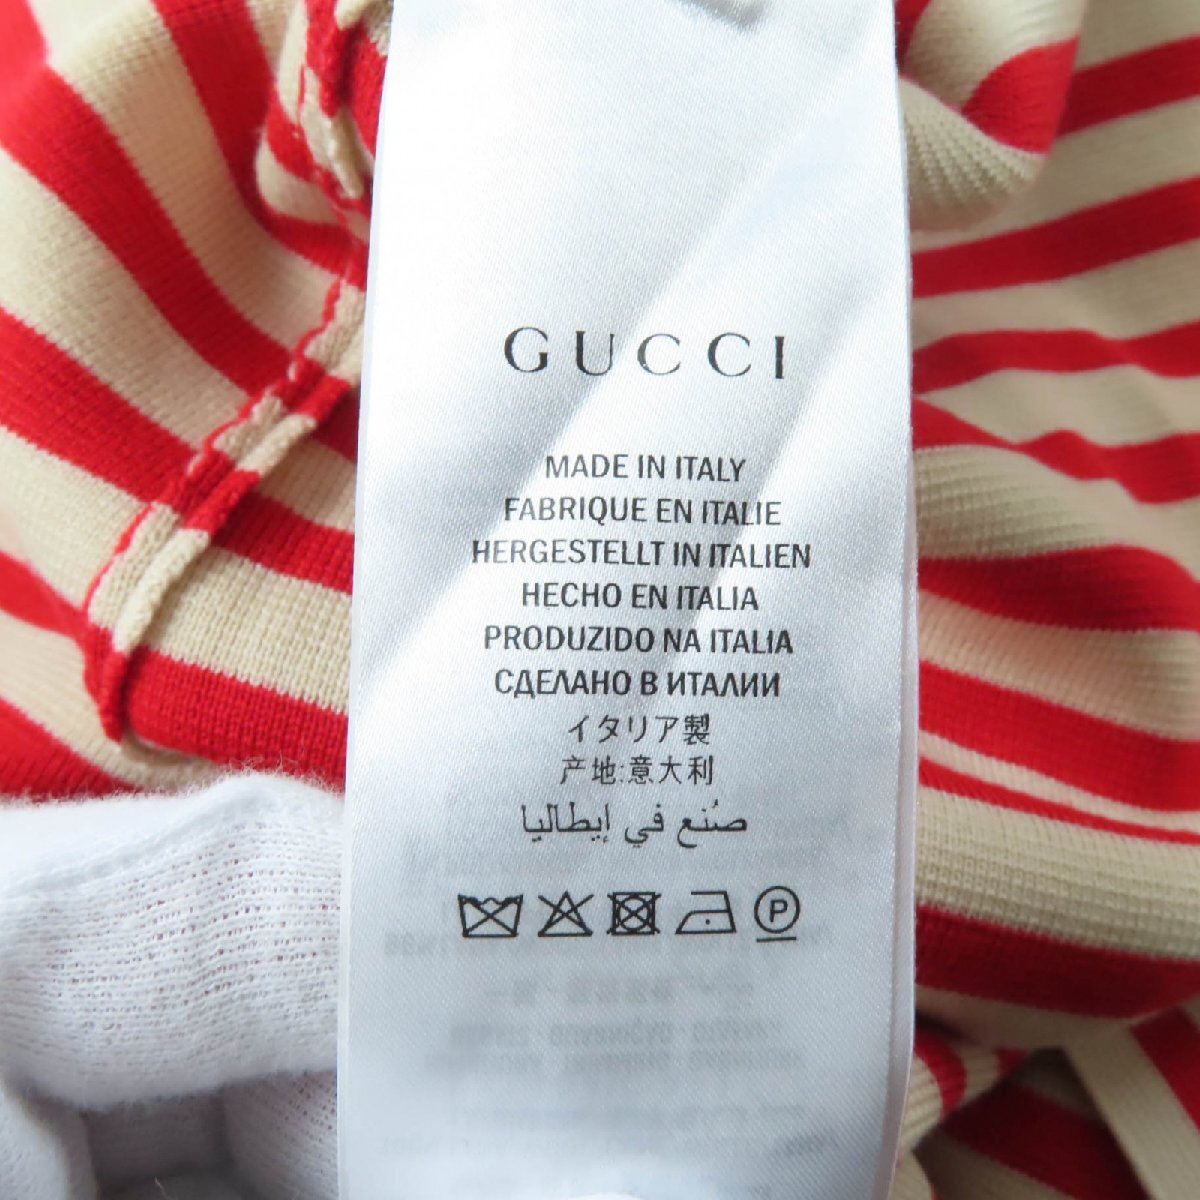 GUCCI
MADE IN ITALY
FABRIQUE EN ITALIE
HERGESTELLT IN ITALIEN
HECHO EN ITALIA
PRODUZIDO NA ITALIA
СДЕЛАНО В ИТАЛИИ
イタリア製
产地:意大利
صُنع في إيطاليا
P